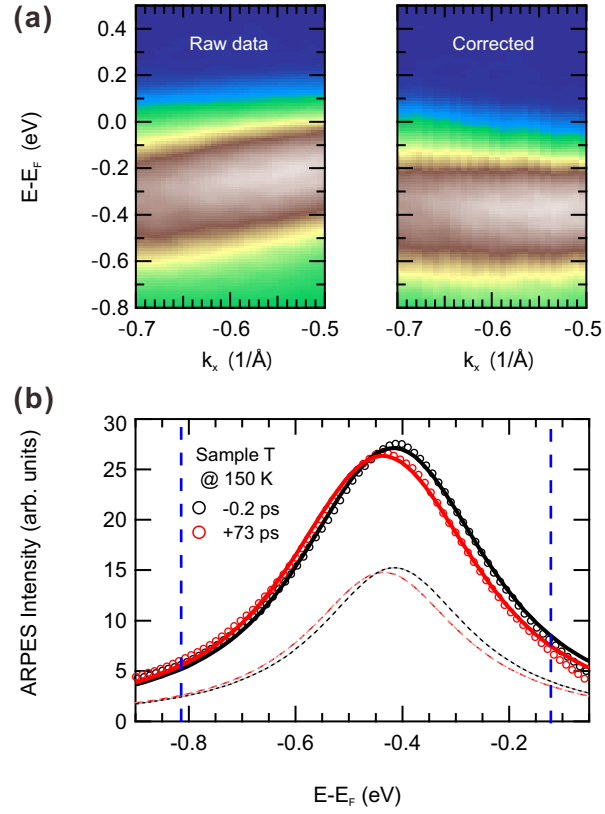 (a)
Raw data
Corrected
E-E_F (eV)
0.4
0.2
0.0
-0.2
-0.4
-0.6
-0.8
-0.7
-0.6
-0.5
-0.7
-0.6
-0.5
k_x (1/Å)
k_x (1/Å)
(b)
ARPES Intensity (arb. units)
30
25
20
15
10
5
0
Sample T
@ 150 K
-0.2 ps
+73 ps
-0.8
-0.6
-0.4
-0.2
E-E_F (eV)